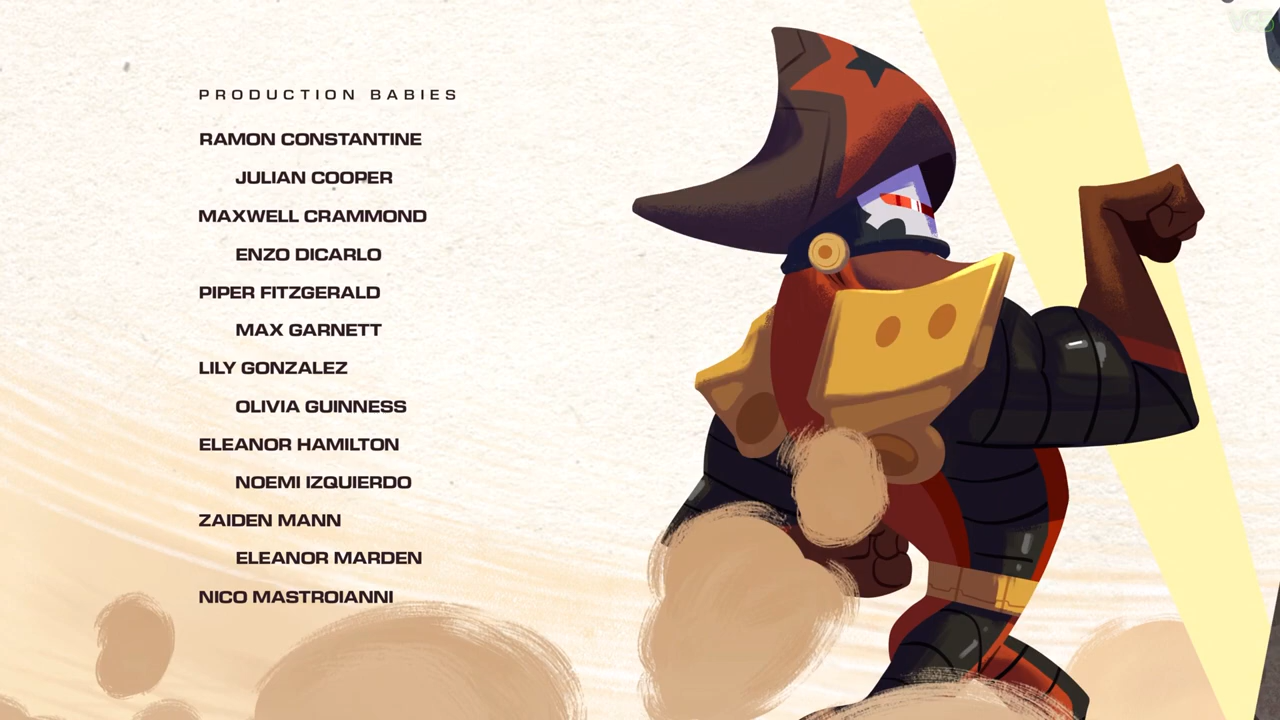 PRODUCTION BABIES
RAMON CONSTANTINE
JULIAN COOPER
MAXWELL CRAMMOND
ENZO DICARLO
PIPER FITZGERALD
MAX GARNETT
LILY GONZALEZ
OLIVIA GUINNESS
ELEANOR HAMILTON
NOEMI IZQUIERDO
ZAIDEN MANN
ELEANOR MARDEN
NICO MASTROIANNI